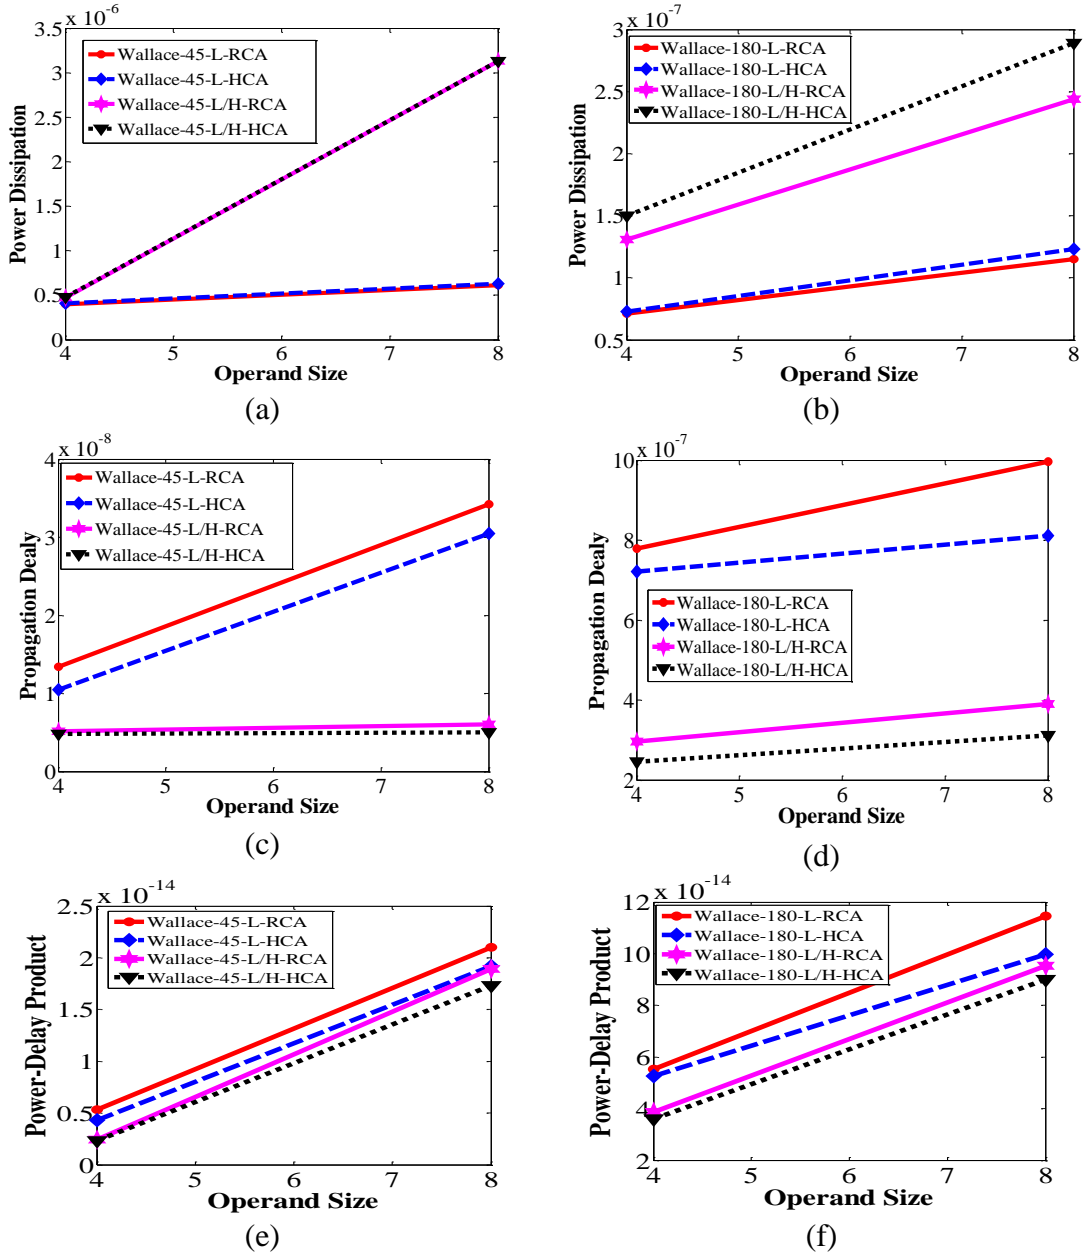 x 10-6
3.5
3
2.5
2
1.5
1
0.5
0
Power Dissipation
Wallace-45-L-RCA
Wallace-45-L-HCA
Wallace-45-L/H-RCA
Wallace-45-L/H-HCA
4 5 6 7 8
Operand Size
(a)
x 10-7
3
2.5
2
1.5
1
0.5
Power Dissipation
Wallace-180-L-RCA
Wallace-180-L-HCA
Wallace-180-L/H-RCA
Wallace-180-L/H-HCA
4 5 6 7 8
Operand Size
(b)
x 10-8
4
3
2
1
0
Propagation Dealy
Wallace-45-L-RCA
Wallace-45-L-HCA
Wallace-45-L/H-RCA
Wallace-45-L/H-HCA
4 5 6 7 8
Operand Size
(c)
x 10-7
10
8
6
4
2
Propagation Dealy
Wallace-180-L-RCA
Wallace-180-L-HCA
Wallace-180-L/H-RCA
Wallace-180-L/H-HCA
4 5 6 7 8
Operand Size
(d)
x 10-14
2.5
2
1.5
1
0.5
0
Power-Delay Product
Wallace-45-L-RCA
Wallace-45-L-HCA
Wallace-45-L/H-RCA
Wallace-45-L/H-HCA
4 5 6 7 8
Operand Size
(e)
x 10-14
12
10
8
6
4
2
Power-Delay Product
Wallace-180-L-RCA
Wallace-180-L-HCA
Wallace-180-L/H-RCA
Wallace-180-L/H-HCA
4 5 6 7 8
Operand Size
(f)